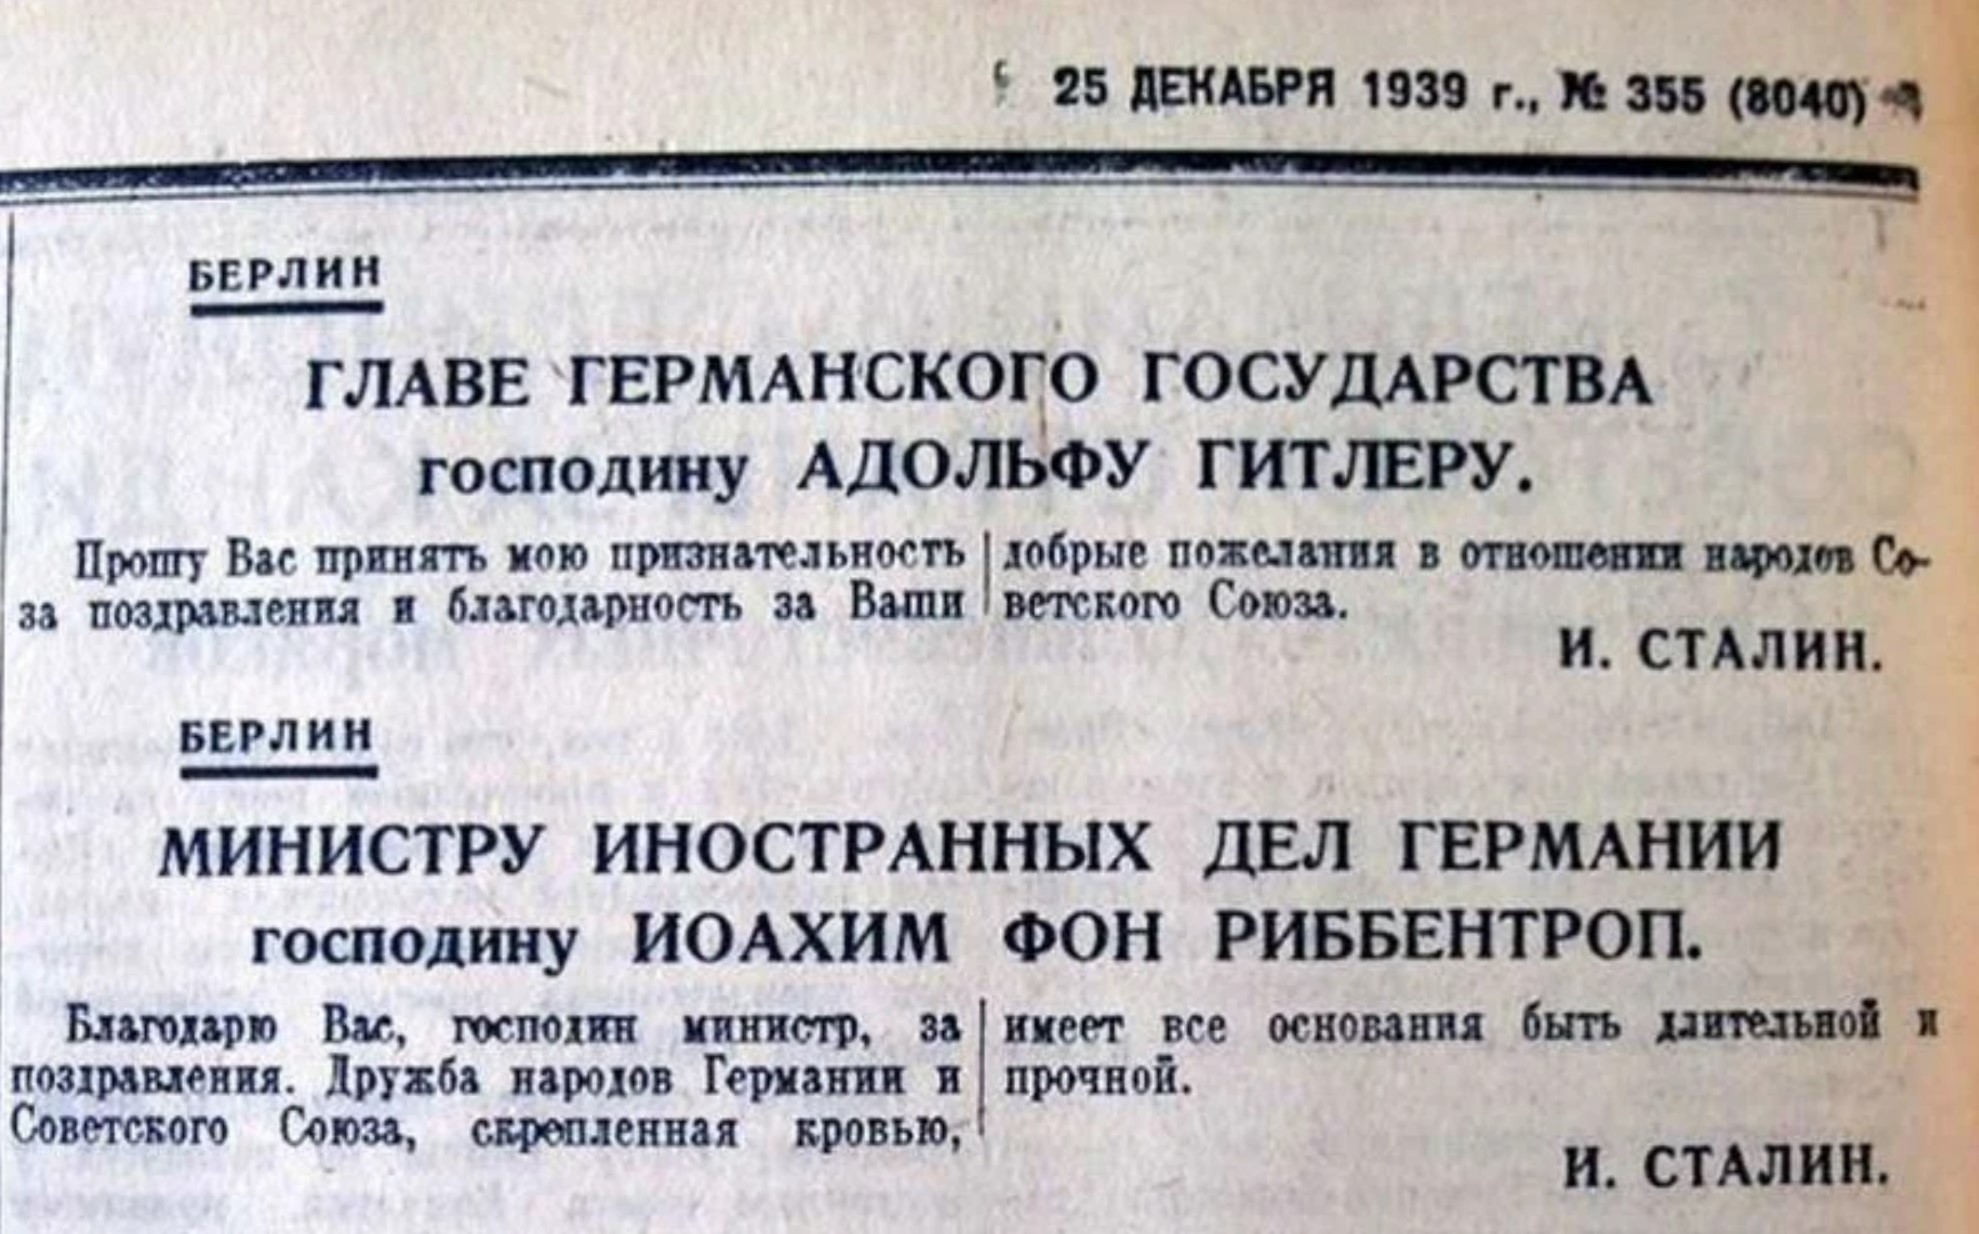 25 ДЕКАБРЯ 1939 г., № 355 (8040)
БЕРЛИН
ГЛАВЕ ГЕРМАНСКОГО ГОСУДАРСТВА
господину АДОЛЬФУ ГИТЛЕРУ.
Прошу Вас принять мою признательность
за поздравления и благодарность за Ваши
добрые пожелания в отношении народов Со-
ветского Союза.
И. СТАЛИН.
БЕРЛИН
МИНИСТРУ ИНОСТРАННЫХ ДЕЛ ГЕРМАНИИ
господину ИОАХИМ ФОН РИББЕНТРОП.
Благодарю Вас, господин министр, за
поздравления. Дружба народов Германии и
Советского Союза, скрепленная кровью,
имеет все основания быть длительной и
прочной.
И. СТАЛИН.